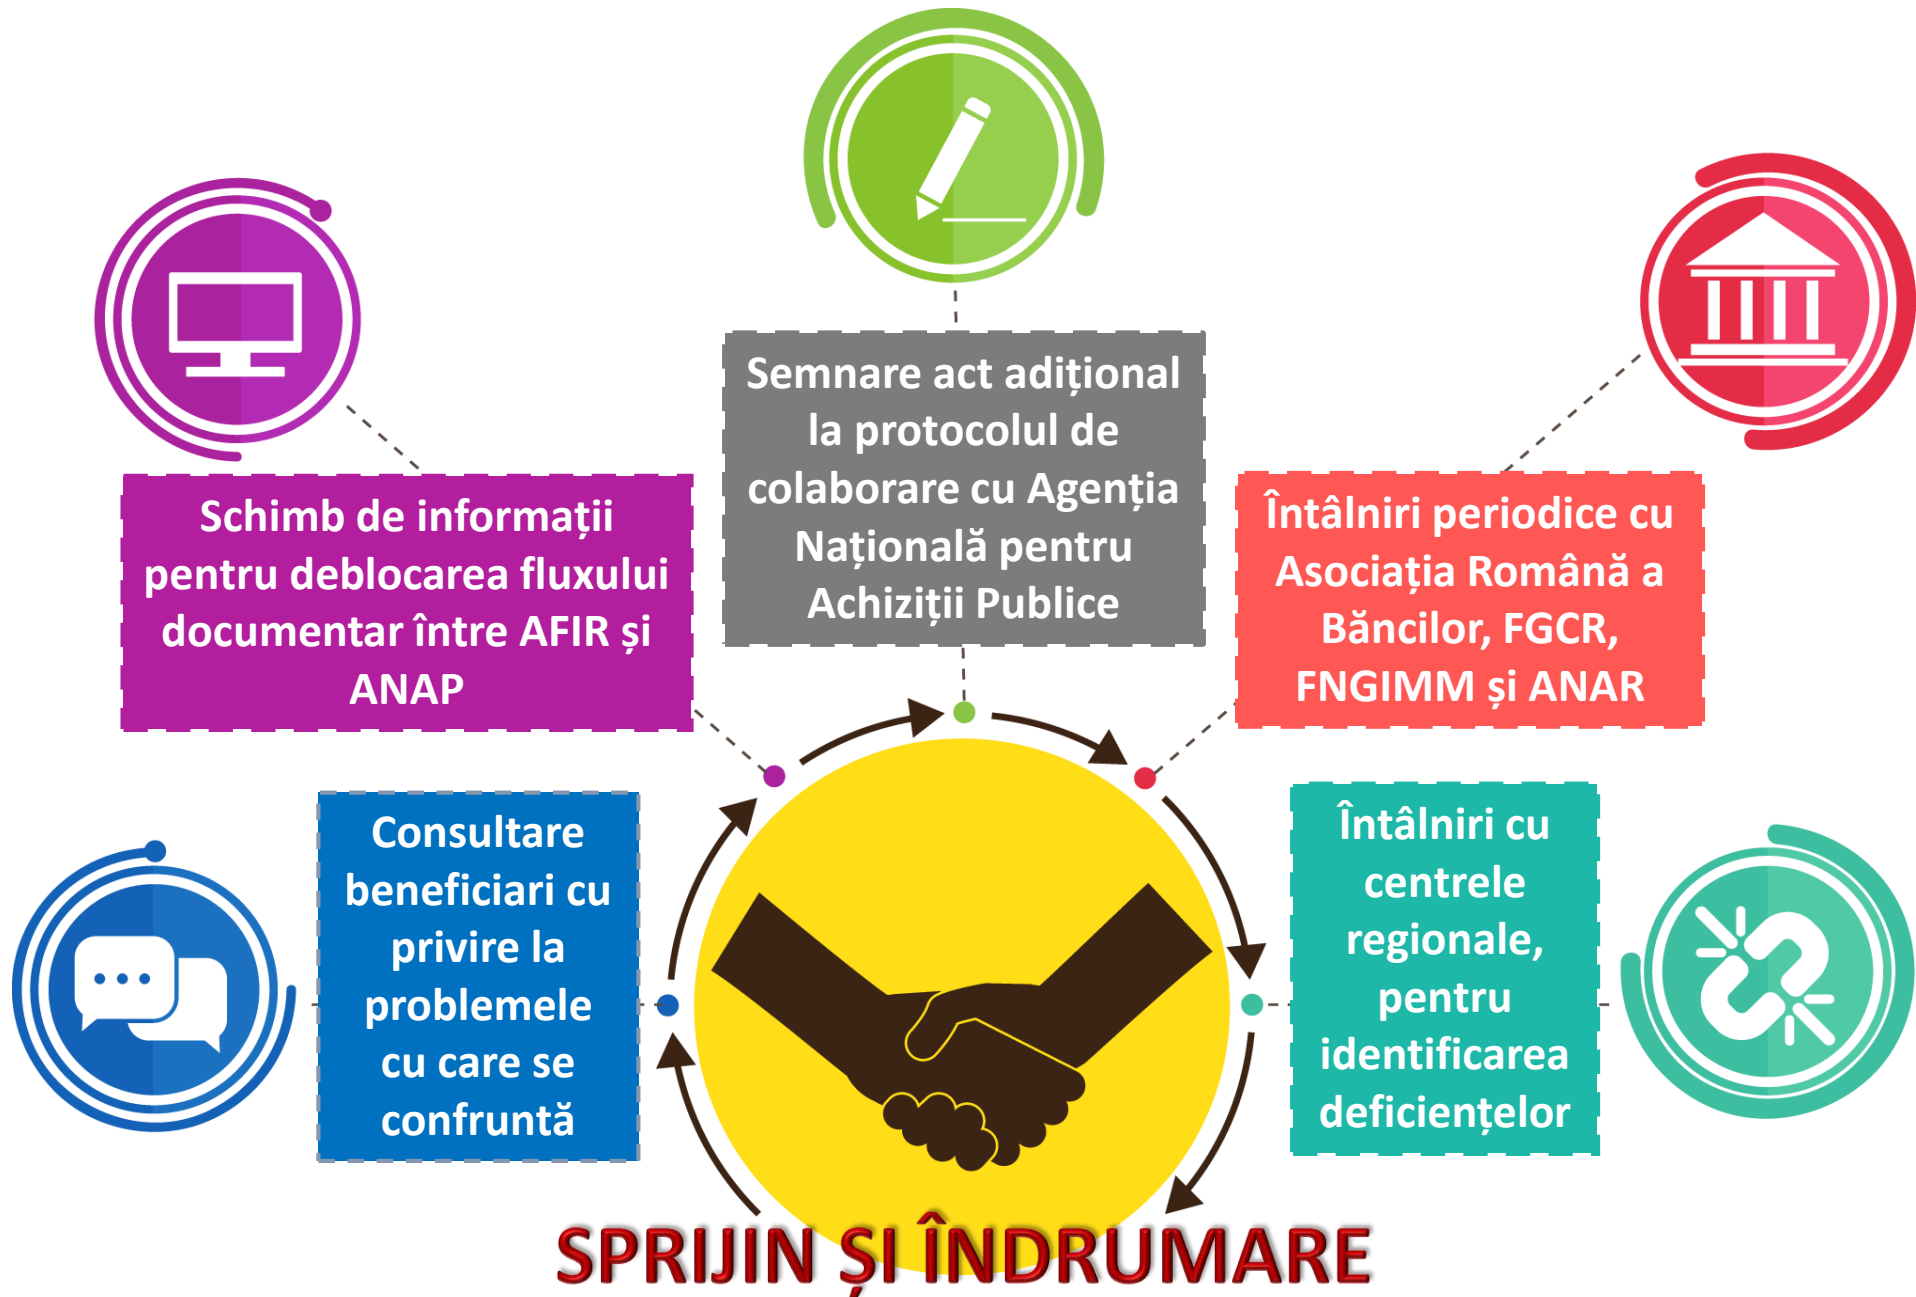 Semnare act adițional
la protocolul de
colaborare cu Agenția
Națională pentru
Achiziții Publice
Schimb de informații
pentru deblocarea fluxului
documentar între AFIR și
ANAP
Întâlniri periodice cu
Asociația Română a
Băncilor, FGCR,
FNGIMM și ANAR
Consultare
beneficiari cu
privire la
problemele
cu care se
confruntă
Întâlniri cu
centrele
regionale,
pentru
identificarea
deficiențelor
SPRIJIN ȘI ÎNDRUMARE